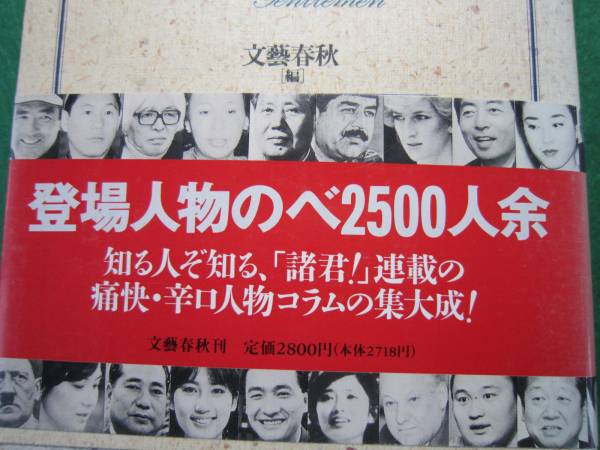 Gentlemen
文藝春秋
[編]
登場人物のべ2500人余
知る人ぞ知る、「諸君!」連載の
痛快・辛口人物コラムの集大成!
文藝春秋刊 定価2800円(本体2718円)